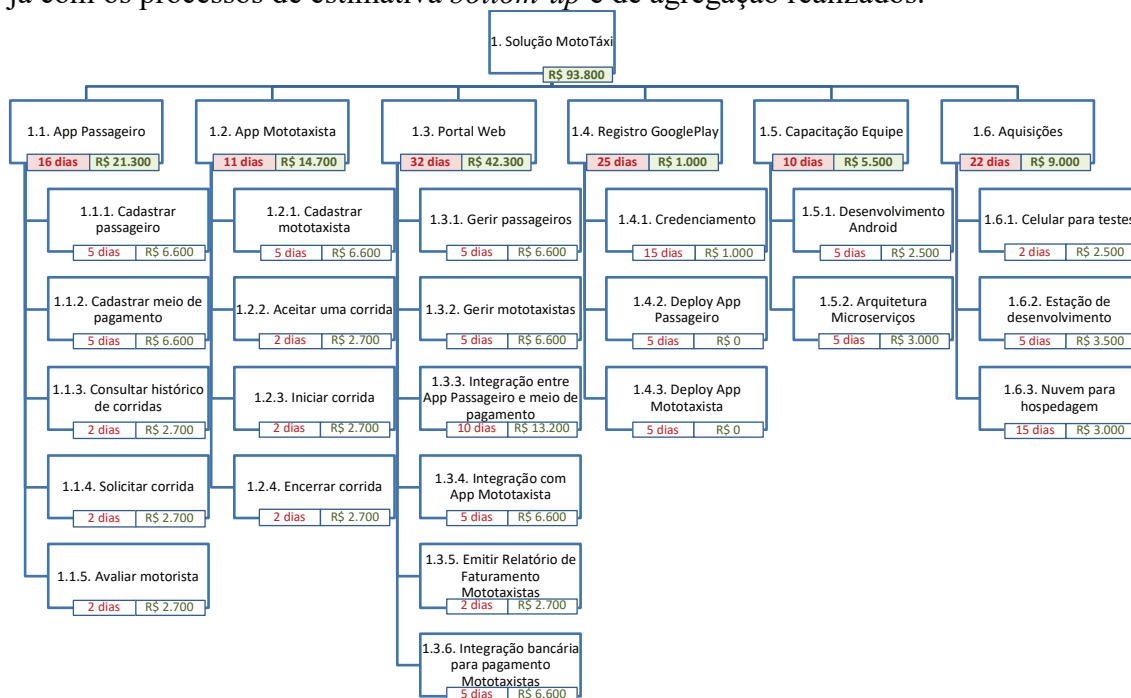 já com os processos de estimativa bottom-up e de agregação realizados.
1. Solução MotoTáxi
R$ 93.800
1.1. App Passageiro
16 dias R$ 21.300
1.1.1. Cadastrar
passageiro
5 dias R$ 6.600
1.1.2. Cadastrar meio de
pagamento
5 dias R$ 6.600
1.1.3. Consultar histórico
de corridas
2 dias R$ 2.700
1.1.4. Solicitar corrida
2 dias R$ 2.700
1.1.5. Avaliar motorista
2 dias R$ 2.700
1.2. App Mototaxista
11 dias R$ 14.700
1.2.1. Cadastrar
mototaxista
5 dias R$ 6.600
1.2.2. Aceitar uma corrida
2 dias R$ 2.700
1.2.3. Iniciar corrida
2 dias R$ 2.700
1.2.4. Encerrar corrida
2 dias R$ 2.700
1.3. Portal Web
32 dias R$ 42.300
1.3.1. Gerir passageiros
5 dias R$ 6.600
1.3.2. Gerir mototaxistas
5 dias R$ 6.600
1.3.3. Integração entre
App Passageiro e meio de
pagamento
10 dias R$ 13.200
1.3.4. Integração com
App Mototaxista
5 dias R$ 6.600
1.3.5. Emitir Relatório de
Faturamento
Mototaxistas
2 dias R$ 2.700
1.3.6. Integração bancária
para pagamento
Mototaxistas
5 dias R$ 6.600
1.4. Registro GooglePlay
25 dias R$ 1.000
1.4.1. Credenciamento
15 dias R$ 1.000
1.4.2. Deploy App
Passageiro
5 dias R$ 0
1.4.3. Deploy App
Mototaxista
5 dias R$ 0
1.5. Capacitação Equipe
10 dias R$ 5.500
1.5.1. Desenvolvimento
Android
5 dias R$ 2.500
1.5.2. Arquitetura
Microserviços
5 dias R$ 3.000
1.6. Aquisições
22 dias R$ 9.000
1.6.1. Celular para testes
2 dias R$ 2.500
1.6.2. Estação de
desenvolvimento
5 dias R$ 3.500
1.6.3. Nuvem para
hospedagem
15 dias R$ 3.000